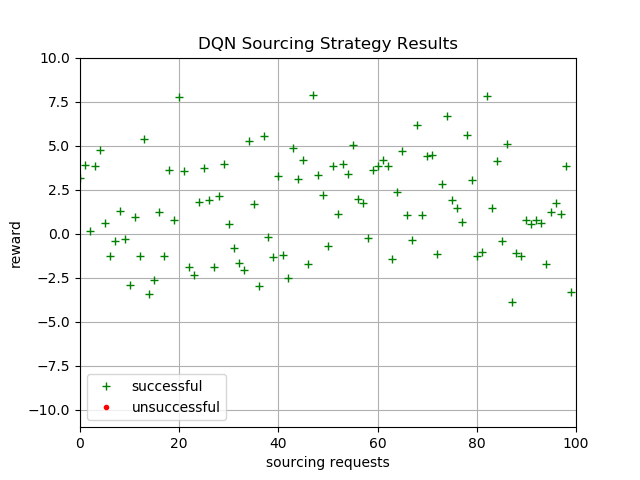 DQN Sourcing Strategy Results
10.0
7.5
5.0
2.5
0.0
−2.5
−5.0
−7.5
−10.0
reward
successful
unsuccessful
0 20 40 60 80 100
sourcing requests